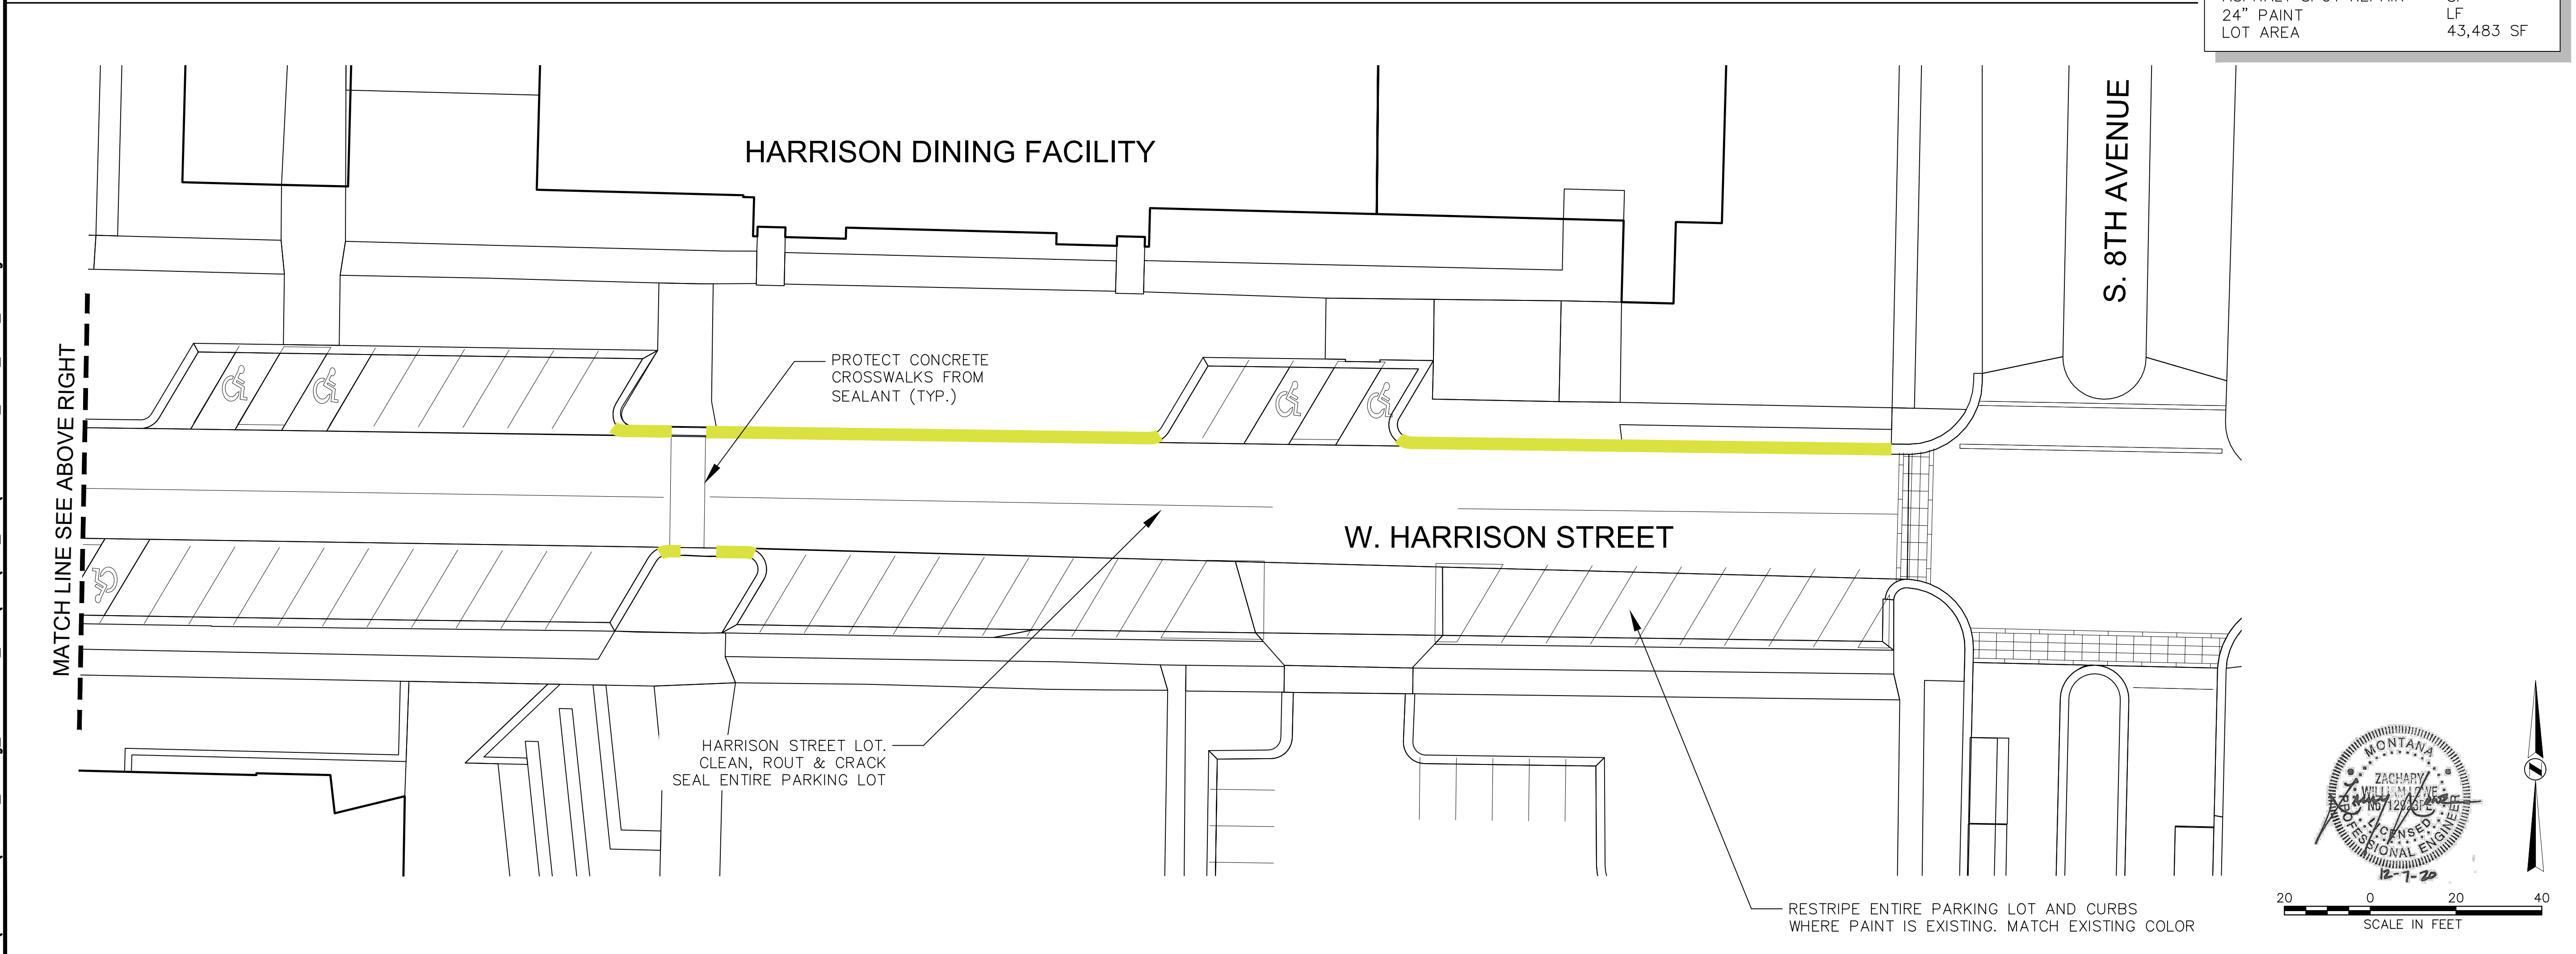 24" PAINT LF
LOT AREA 43,483 SF
HARRISON DINING FACILITY
S. 8TH AVENUE
MATCH LINE SEE ABOVE RIGHT
PROTECT CONCRETE
CROSSWALKS FROM
SEALANT (TYP.)
W. HARRISON STREET
HARRISON STREET LOT.
CLEAN, ROUT & CRACK
SEAL ENTIRE PARKING LOT
RESTRIPE ENTIRE PARKING LOT AND CURBS
WHERE PAINT IS EXISTING. MATCH EXISTING COLOR
MONTANA
ZACHARY
WILLIAM LOWE
LICENSED
PROFESSIONAL ENGINEER
12-7-20
20 0 20 40
SCALE IN FEET